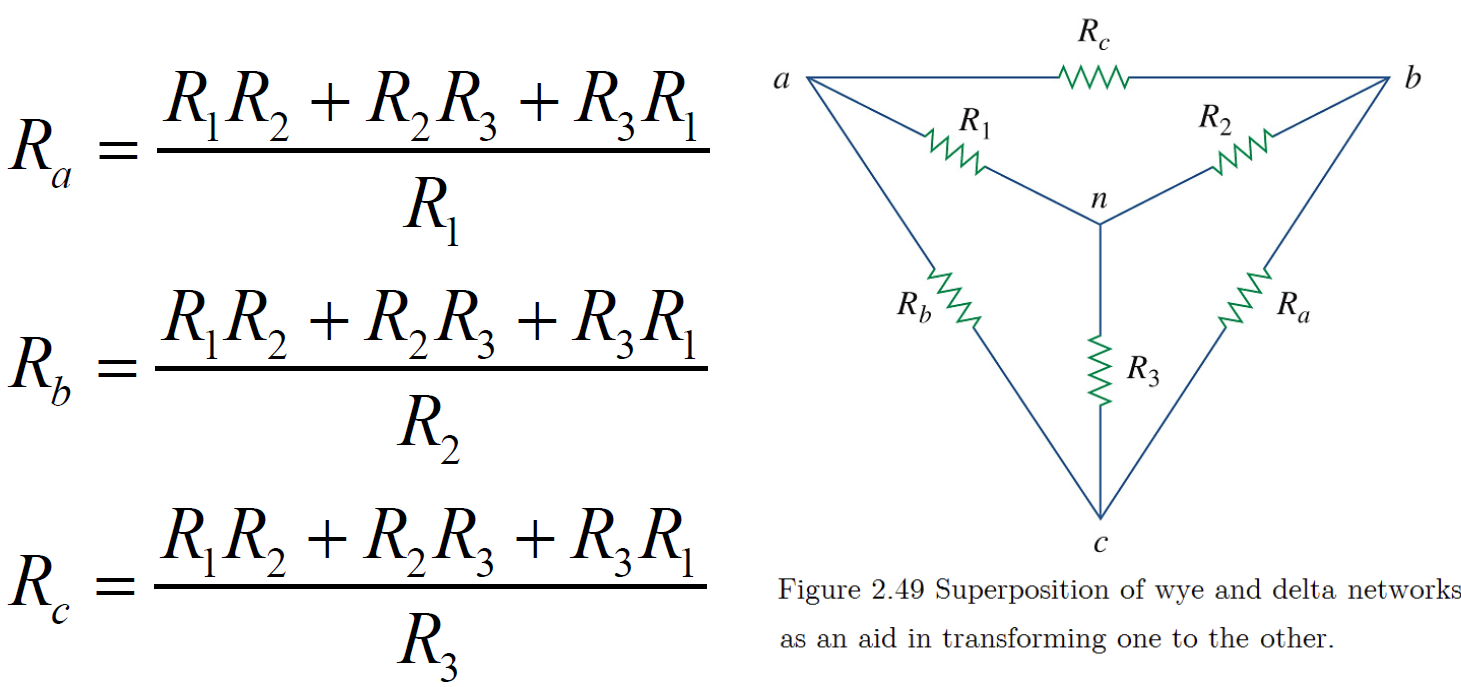 R_a = \frac{R_1R_2 + R_2R_3 + R_3R_1}{R_1}
R_b = \frac{R_1R_2 + R_2R_3 + R_3R_1}{R_2}
R_c = \frac{R_1R_2 + R_2R_3 + R_3R_1}{R_3}
R_c
a
b
R_1
R_2
n
R_b
R_a
R_3
c
Figure 2.49 Superposition of wye and delta networks
as an aid in transforming one to the other.